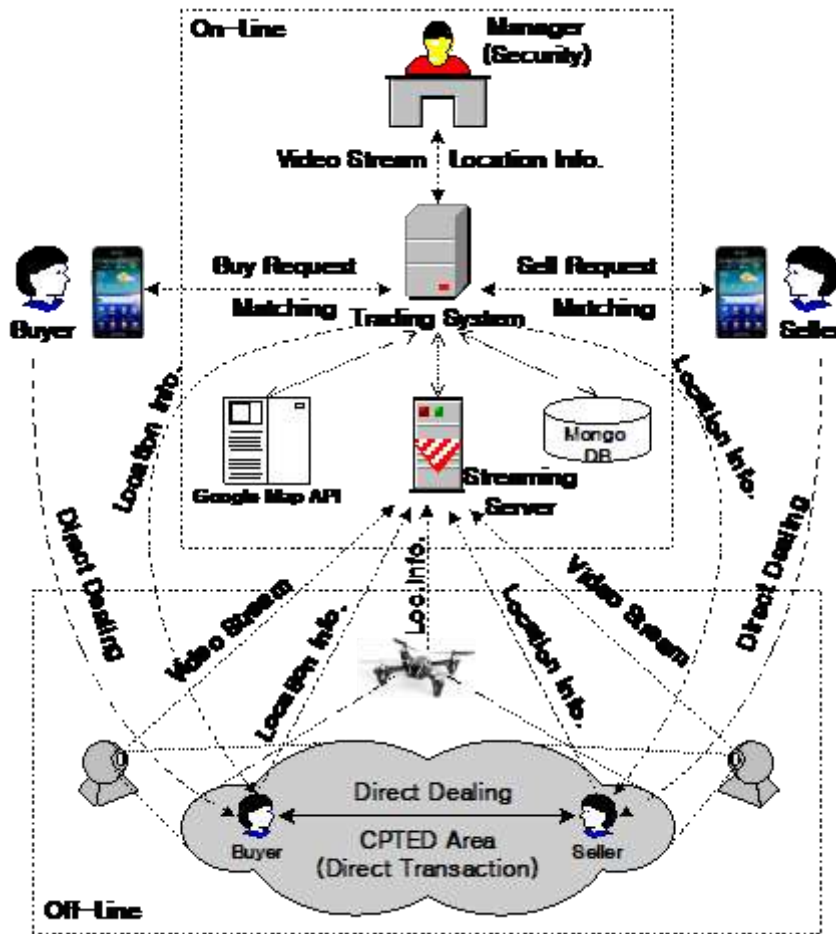 On-Line
Manager
(Security)
Video Stream
Location Info.
Buy Request
Matching
Sell Request
Matching
Buyer
Trading System
Seller
Location Info.
Location Info.
Google Map API
Streaming
Server
Mongo
DB
Direct Dealing
Video Stream
Location Info.
Loc.Info.
Location Info.
Video Stream
Direct Dealing
Direct Dealing
CPTED Area
(Direct Transaction)
Buyer
Seller
Off-Line